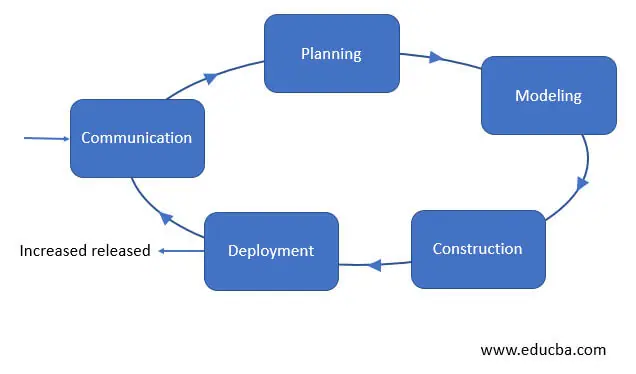 Planning
Modeling
Communication
Construction
Deployment
Increased released
www.educba.com